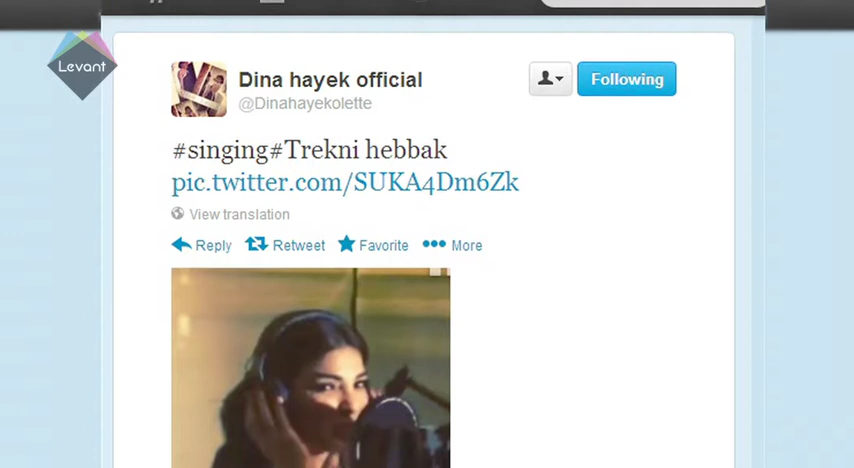 Levant
Dina hayek official
@Dinahayekolette
Following
#singing#Trekni hebbak
pic.twitter.com/SUKA4Dm6Zk
View translation
Reply Retweet Favorite More